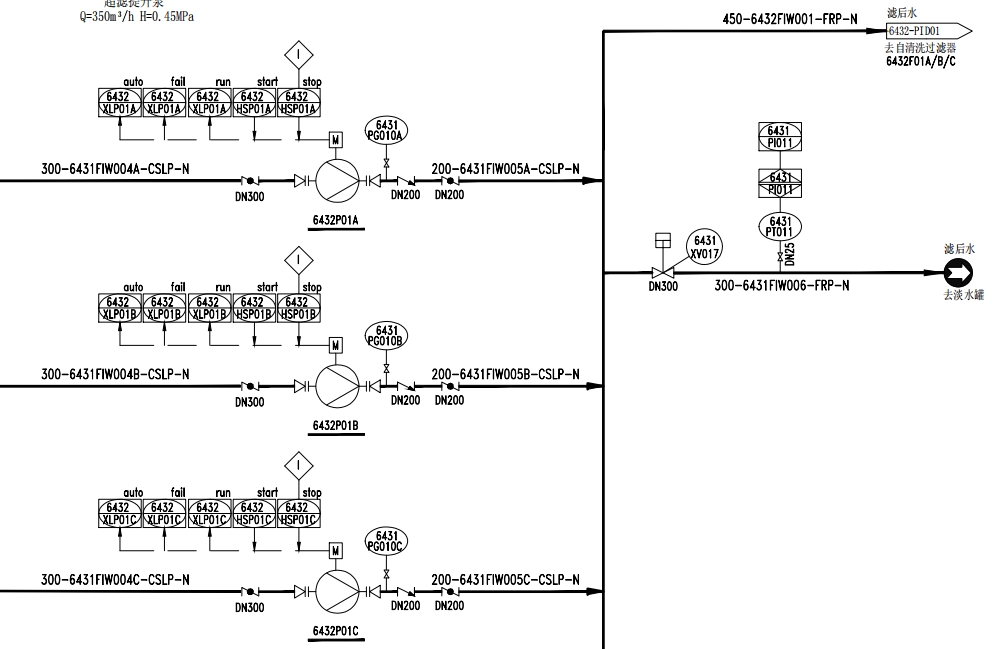 超滤提升泵
Q=350m³/h H=0.45MPa
450-6432FIW001-FRP-N
滤后水
6432-PID01
去自清洗过滤器
6432F01A/B/C
I
auto fail run start stop
6432 6432 6432 6432 6432
XLP01A XLP01A XLP01A HSP01A HSP01A
M
6431
PG010A
300-6431FIW004A-CSLP-N
200-6431FIW005A-CSLP-N
DN300
DN200 DN200
6432P01A
6431
PI011
6431
PI011
6431
PT011
DN25
6431
XV017
DN300
300-6431FIW006-FRP-N
滤后水
去淡水罐
I
auto fail run start stop
6432 6432 6432 6432 6432
XLP01B XLP01B XLP01B HSP01B HSP01B
M
6431
PG010B
300-6431FIW004B-CSLP-N
200-6431FIW005B-CSLP-N
DN300
DN200 DN200
6432P01B
I
auto fail run start stop
6432 6432 6432 6432 6432
XLP01C XLP01C XLP01C HSP01C HSP01C
M
6431
PG010C
300-6431FIW004C-CSLP-N
200-6431FIW005C-CSLP-N
DN300
DN200 DN200
6432P01C